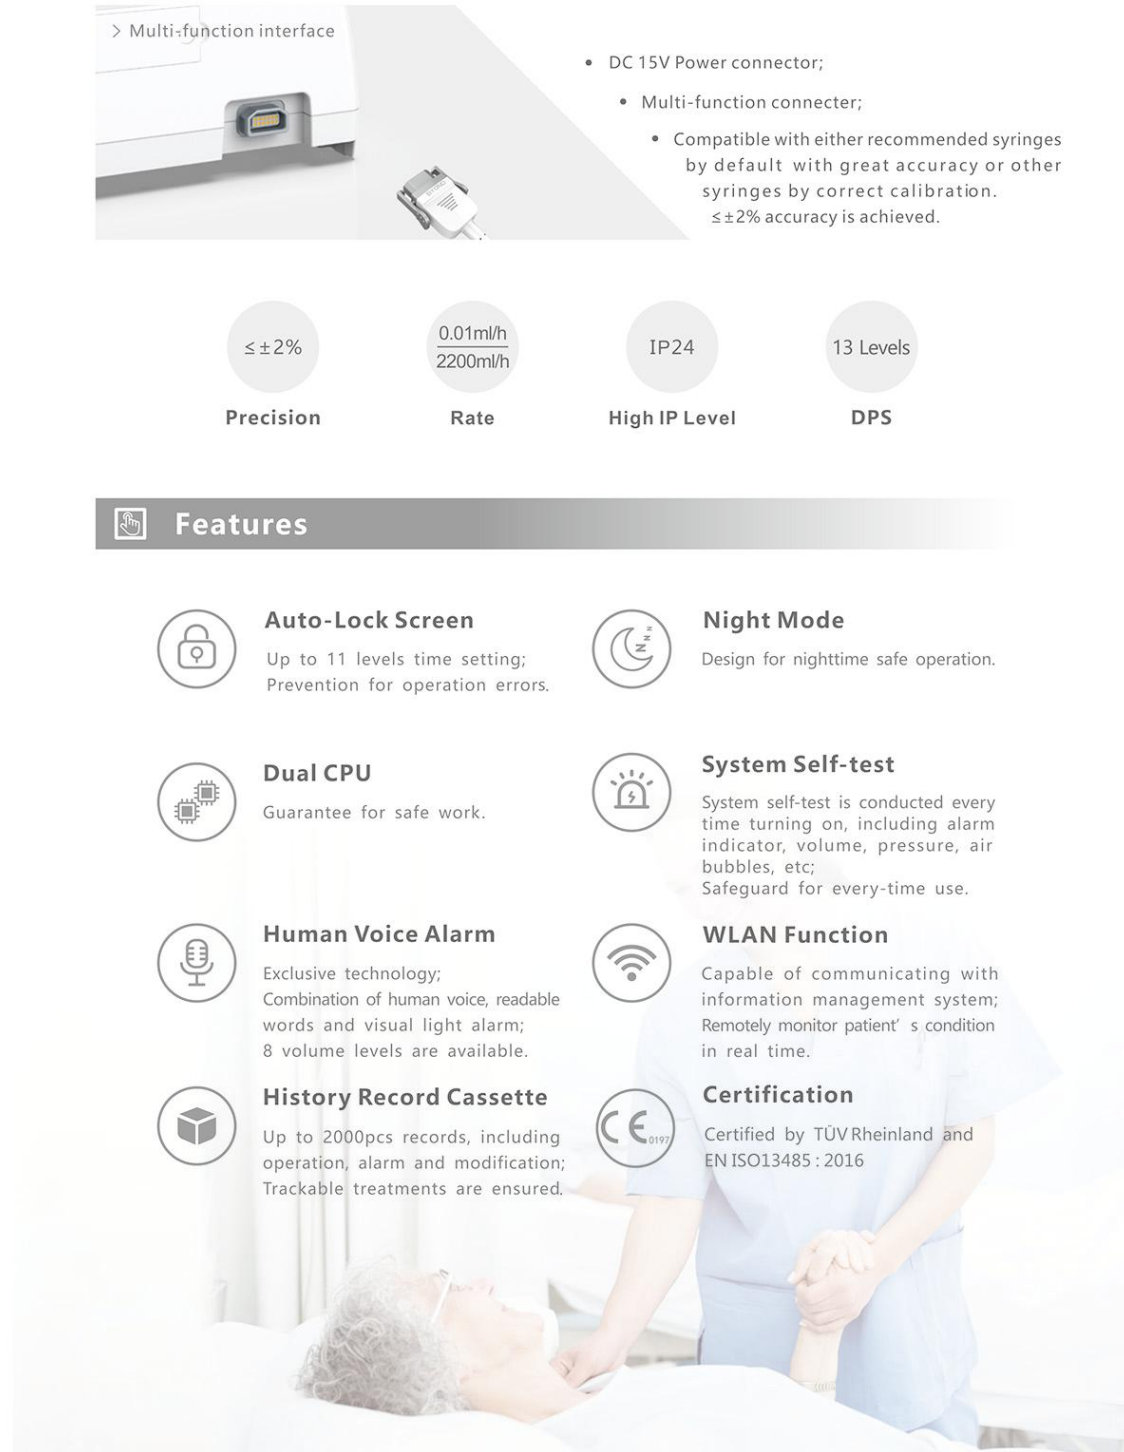 > Multi-function interface
• DC 15V Power connector;
• Multi-function connecter;
• Compatible with either recommended syringes
by default with great accuracy or other
syringes by correct calibration.
≤±2% accuracy is achieved.
≤±2%
Precision
0.01ml/h
2200ml/h
Rate
IP24
High IP Level
13 Levels
DPS
Features
Auto-Lock Screen
Up to 11 levels time setting;
Prevention for operation errors.
Night Mode
Design for nighttime safe operation.
Dual CPU
Guarantee for safe work.
System Self-test
System self-test is conducted every
time turning on, including alarm
indicator, volume, pressure, air
bubbles, etc;
Safeguard for every-time use.
Human Voice Alarm
Exclusive technology;
Combination of human voice, readable
words and visual light alarm;
8 volume levels are available.
WLAN Function
Capable of communicating with
information management system;
Remotely monitor patient’ s condition
in real time.
History Record Cassette
Up to 2000pcs records, including
operation, alarm and modification;
Trackable treatments are ensured.
CE 0197
Certification
Certified by TÜV Rheinland and
EN ISO13485 : 2016